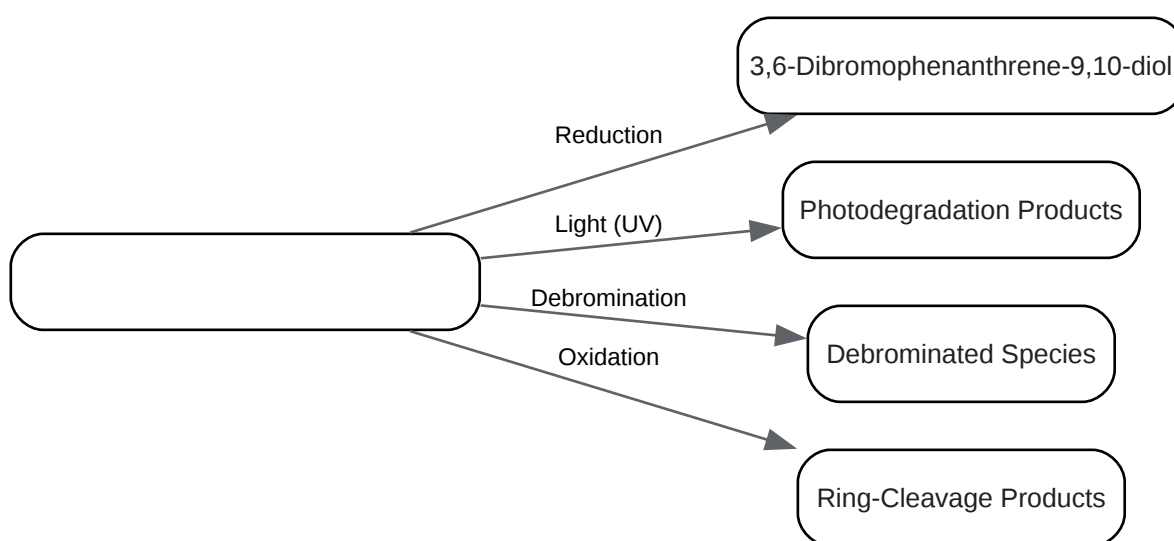 3,6-Dibromophenanthrene-9,10-diol
Reduction
Photodegradation Products
Light (UV)
Debromination
Debrominated Species
Oxidation
Ring-Cleavage Products